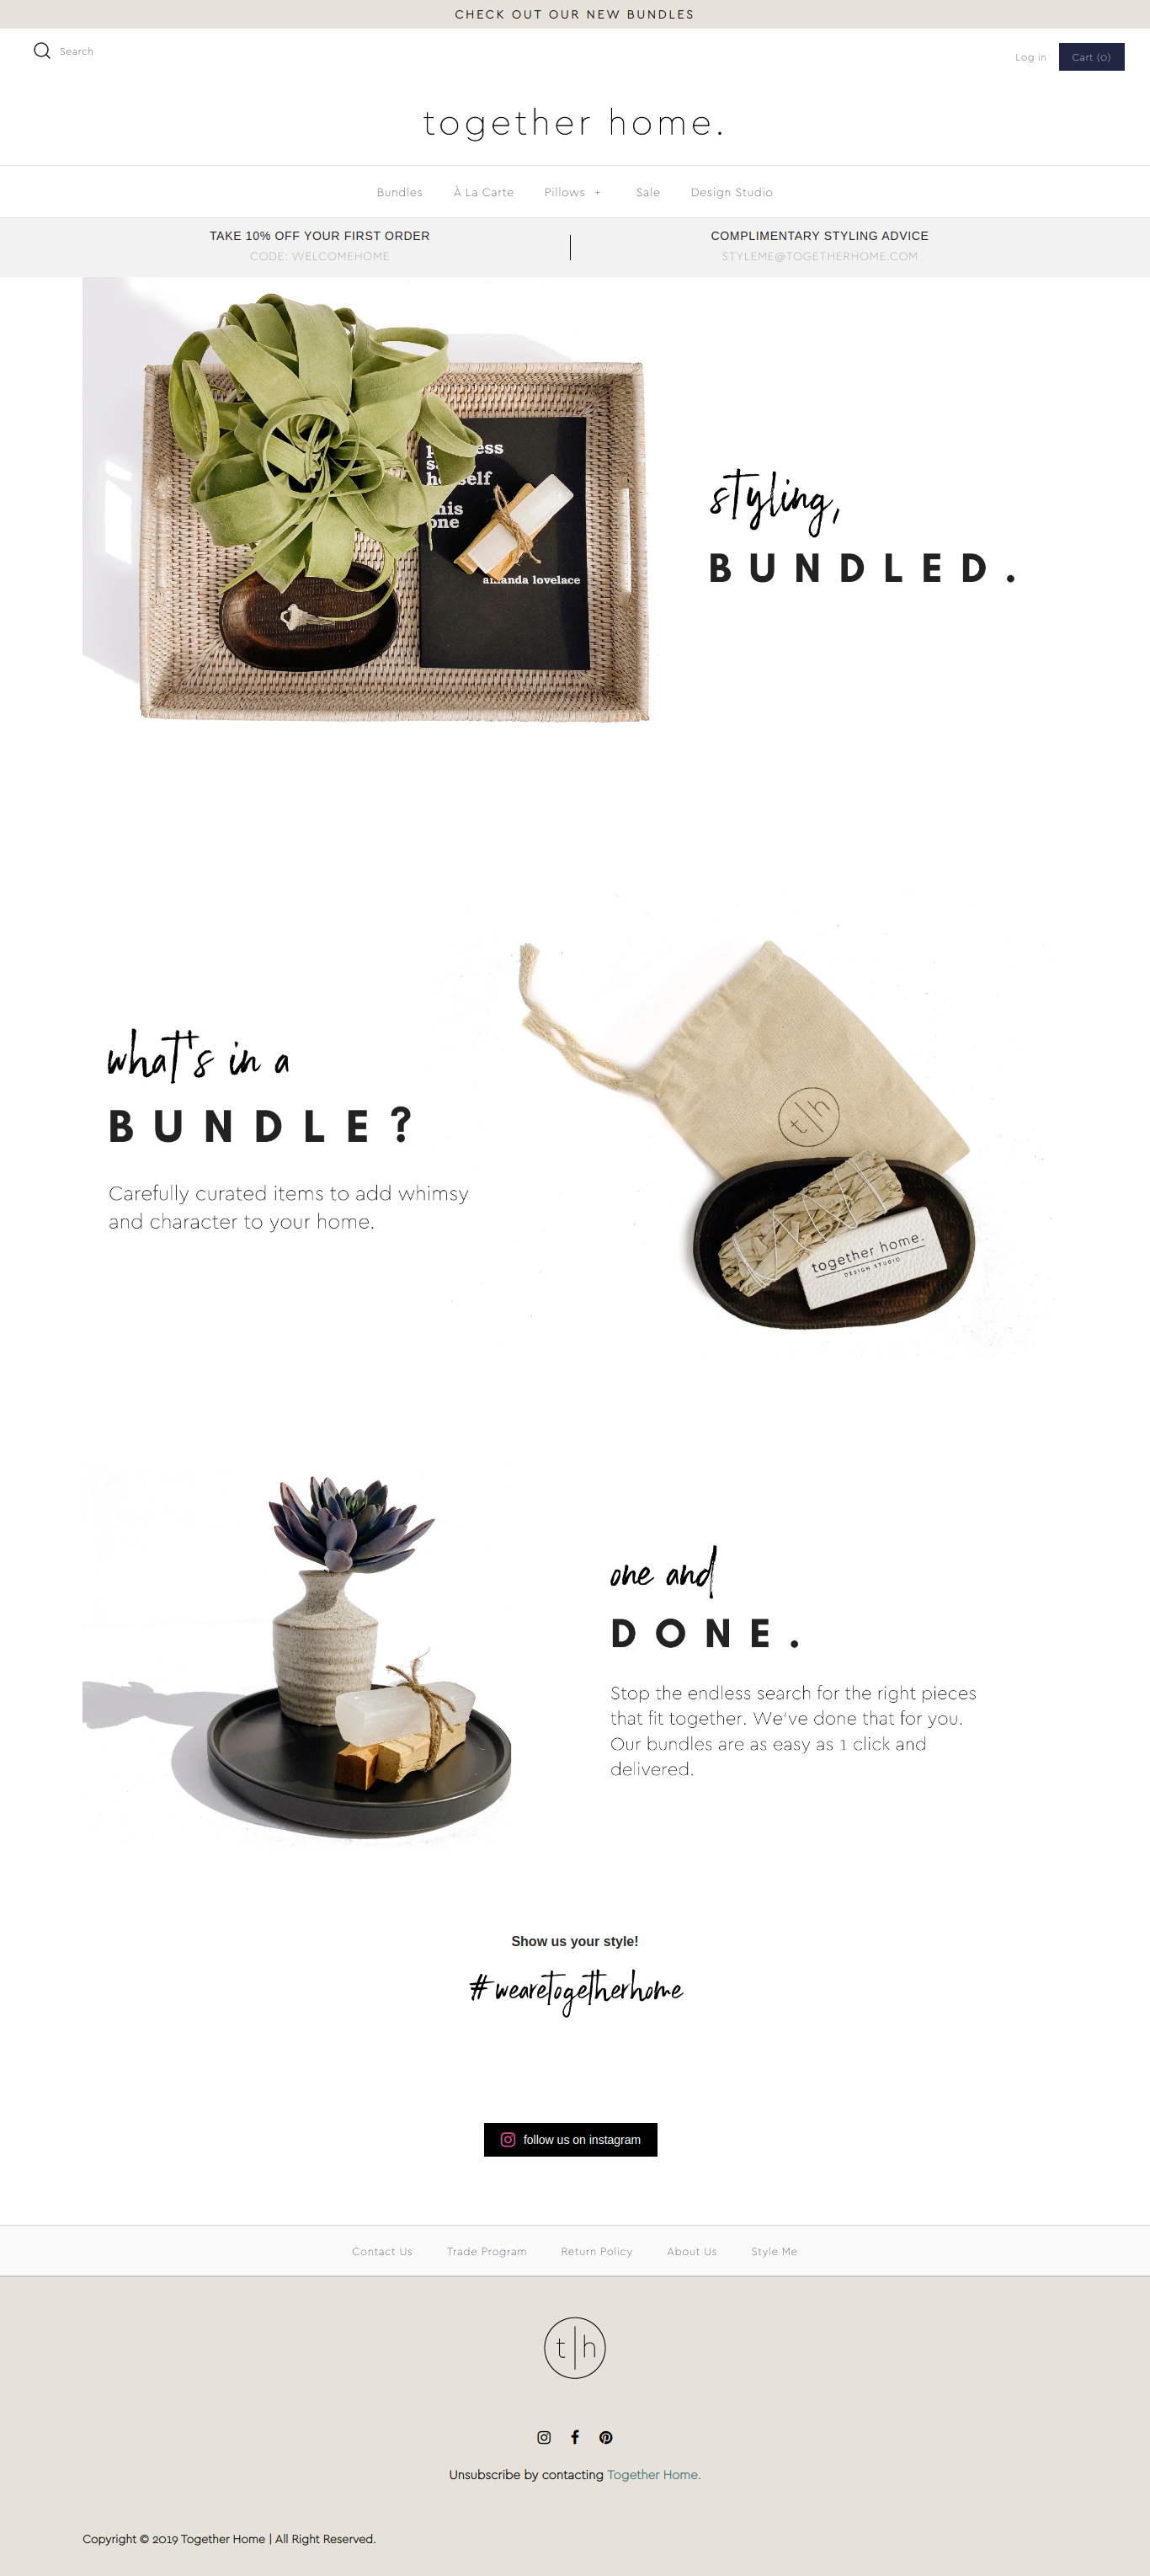 CHECK OUT OUR NEW BUNDLES
Search
Log in
Cart (0)
together home.
Bundles
À La Carte
Pillows +
Sale
Design Studio
TAKE 10% OFF YOUR FIRST ORDER
CODE: WELCOMEHOME
COMPLIMENTARY STYLING ADVICE
STYLEME@TOGETHERHOME.COM
one
amanda lovelace
styling,
BUNDLED.
what's in a
BUNDLE?
Carefully curated items to add whimsy
and character to your home.
t|h
together home.
DESIGN STUDIO
one and
DONE.
Stop the endless search for the right pieces
that fit together. We've done that for you.
Our bundles are as easy as 1 click and
delivered.
Show us your style!
#wearetogetherhome
follow us on instagram
Contact Us
Trade Program
Return Policy
About Us
Style Me
t|h
Unsubscribe by contacting Together Home.
Copyright © 2019 Together Home | All Right Reserved.